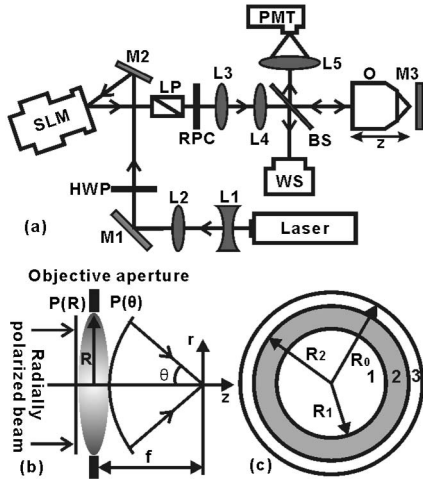 PMT
M2
LP
L3
L5
O
M3
SLM
RPC
L4
BS
z
HWP
WS
L2
L1
(a)
M1
Laser
Objective aperture
P(R)
P(θ)
Radially
polarized beam
R
r
θ
z
f
(b)
R₂
R₀
1
2
3
R₁
(c)